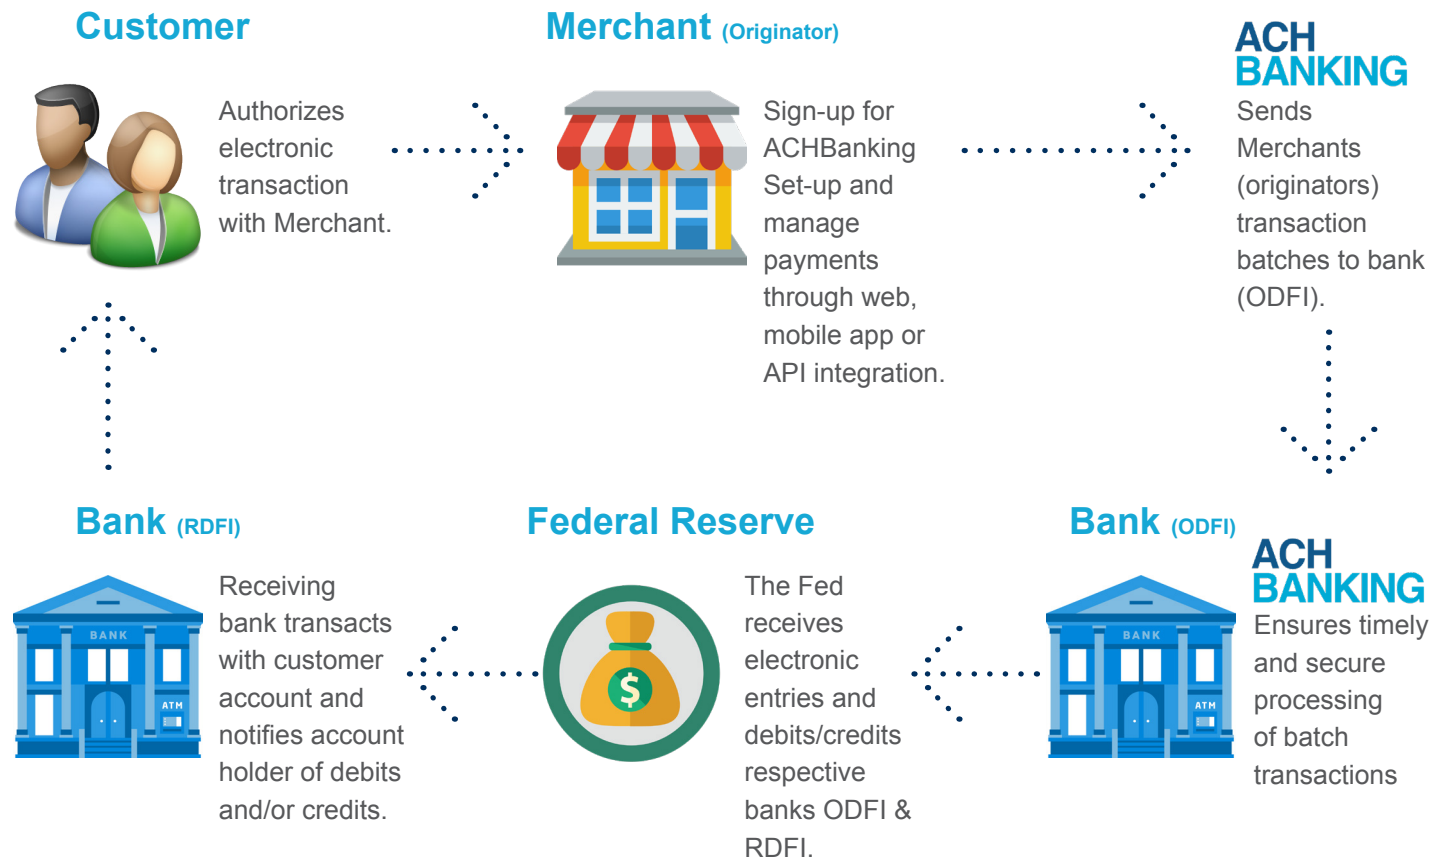 Customer
Authorizes
electronic
transaction
with Merchant.
Merchant (Originator)
Sign-up for
ACHBanking
Set-up and
manage
payments
through web,
mobile app or
API integration.
ACH
BANKING
Sends
Merchants
(originators)
transaction
batches to bank
(ODFI).
Bank (RDFI)
BANK
ATM
Receiving
bank transacts
with customer
account and
notifies account
holder of debits
and/or credits.
Federal Reserve
$
The Fed
receives
electronic
entries and
debits/credits
respective
banks ODFI &
RDFI.
Bank (ODFI)
BANK
ATM
ACH
BANKING
Ensures timely
and secure
processing
of batch
transactions